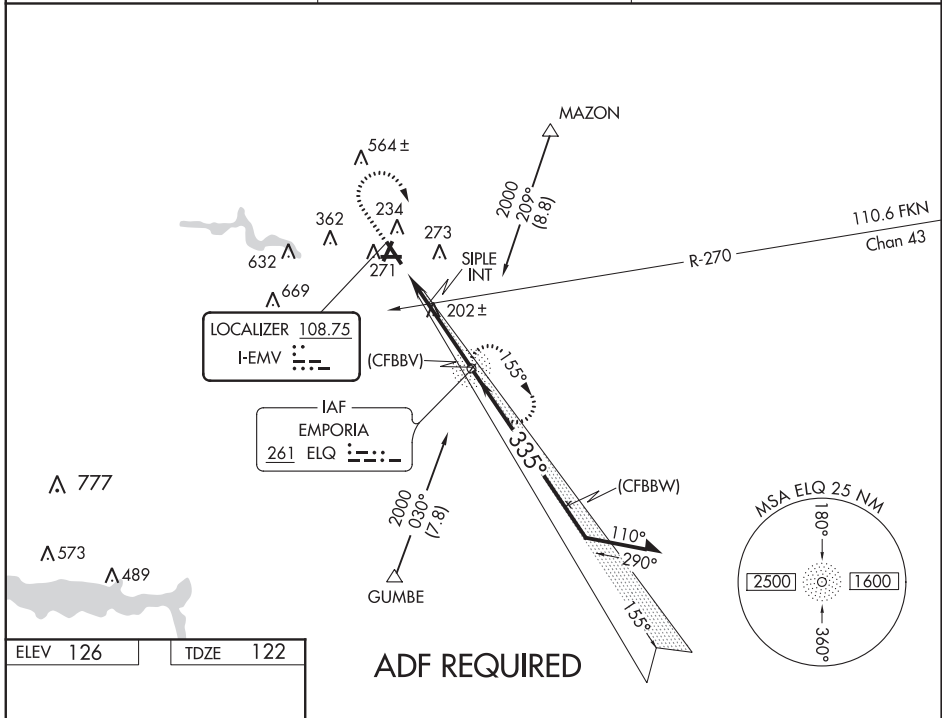 MAZON
564±
2000
209°
(8.8)
110.6 FKN
Chan 43
R-270
362
234
273
632
271
SIPLE
INT
669
202±
LOCALIZER 108.75
I-EMV
(CFBBV)
155°
IAF
EMPORIA
261 ELQ
335°
777
(CFBBW)
2000
030°
(7.8)
MSA ELQ 25 NM
180°
110°
290°
573
489
2500
1600
GUMBE
155°
360°
ELEV 126
TDZE 122
ADF REQUIRED